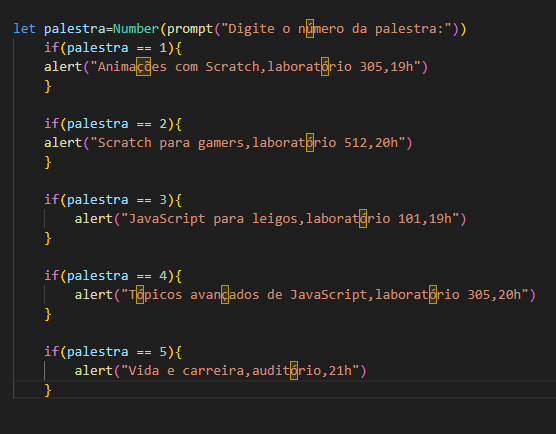 let palestra=Number(prompt("Digite o número da palestra:"))
if(palestra == 1){
alert("Animações com Scratch,laboratório 305,19h")
}
if(palestra == 2){
alert("Scratch para gamers,laboratório 512,20h")
}
if(palestra == 3){
alert("JavaScript para leigos,laboratório 101,19h")
}
if(palestra == 4){
alert("Tópicos avançados de JavaScript,laboratório 305,20h")
}
if(palestra == 5){
alert("Vida e carreira,auditório,21h")
}